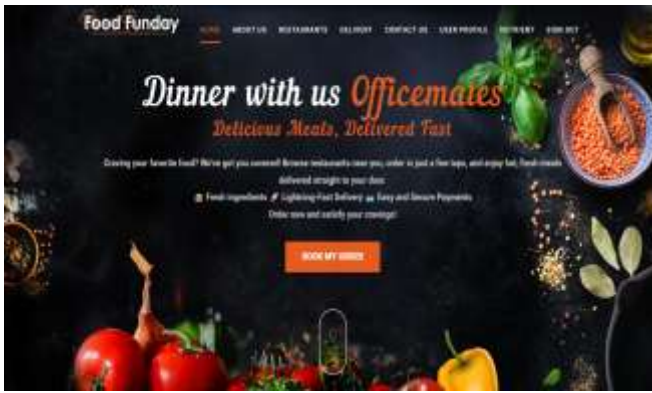 Food Funday
HOME ABOUT US RESTAURANTS DELIVERY CONTACT US USER PROFILE NUTRIENT SIGN OUT
Dinner with us Officemates
Delicious Meals, Delivered Fast
Craving your favorite food? We've got you covered! Browse restaurants near you, order in just a few taps, and enjoy hot, fresh meals
delivered straight to your door.
Fresh Ingredients Lightning-Fast Delivery Easy and Secure Payments
Order now and satisfy your cravings!
BOOK MY